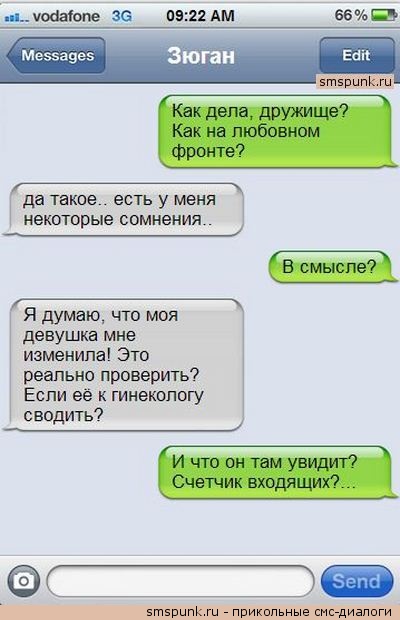 vodafone 3G 09:22 AM 66%
Messages Зюган Edit
smspunk.ru
Как дела, дружище?
Как на любовном
фронте?
да такое.. есть у меня
некоторые сомнения..
В смысле?
Я думаю, что моя
девушка мне
изменила! Это
реально проверить?
Если её к гинекологу
сводить?
И что он там увидит?
Счетчик входящих?...
Send
smspunk.ru - прикольные смс-диалоги